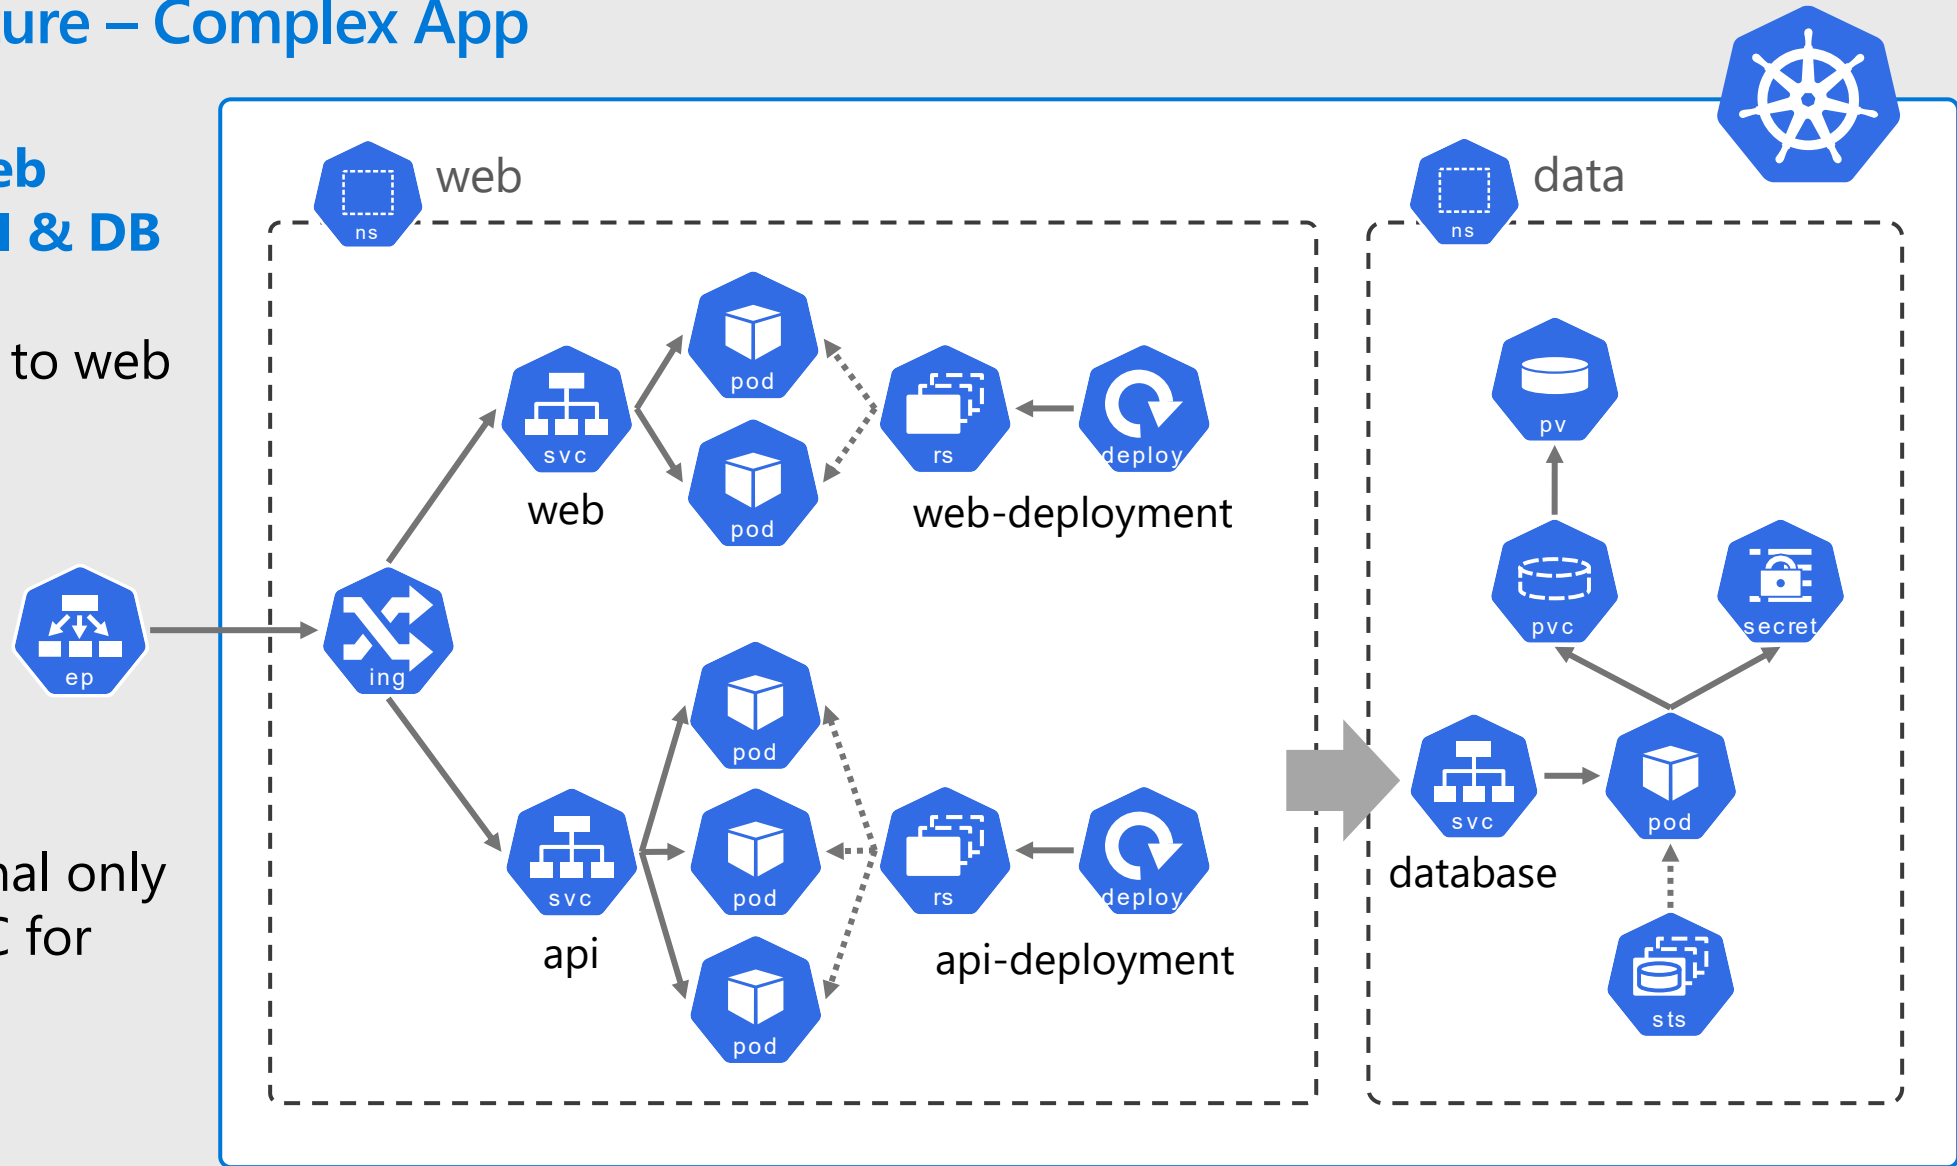 ure – Complex App
eb
I & DB
to web
nal only
C for
ns
web
ns
data
ep
ing
svc
web
pod
pod
rs
deploy
web-deployment
svc
api
pod
pod
pod
rs
deploy
api-deployment
pv
pvc
secret
svc
database
pod
sts